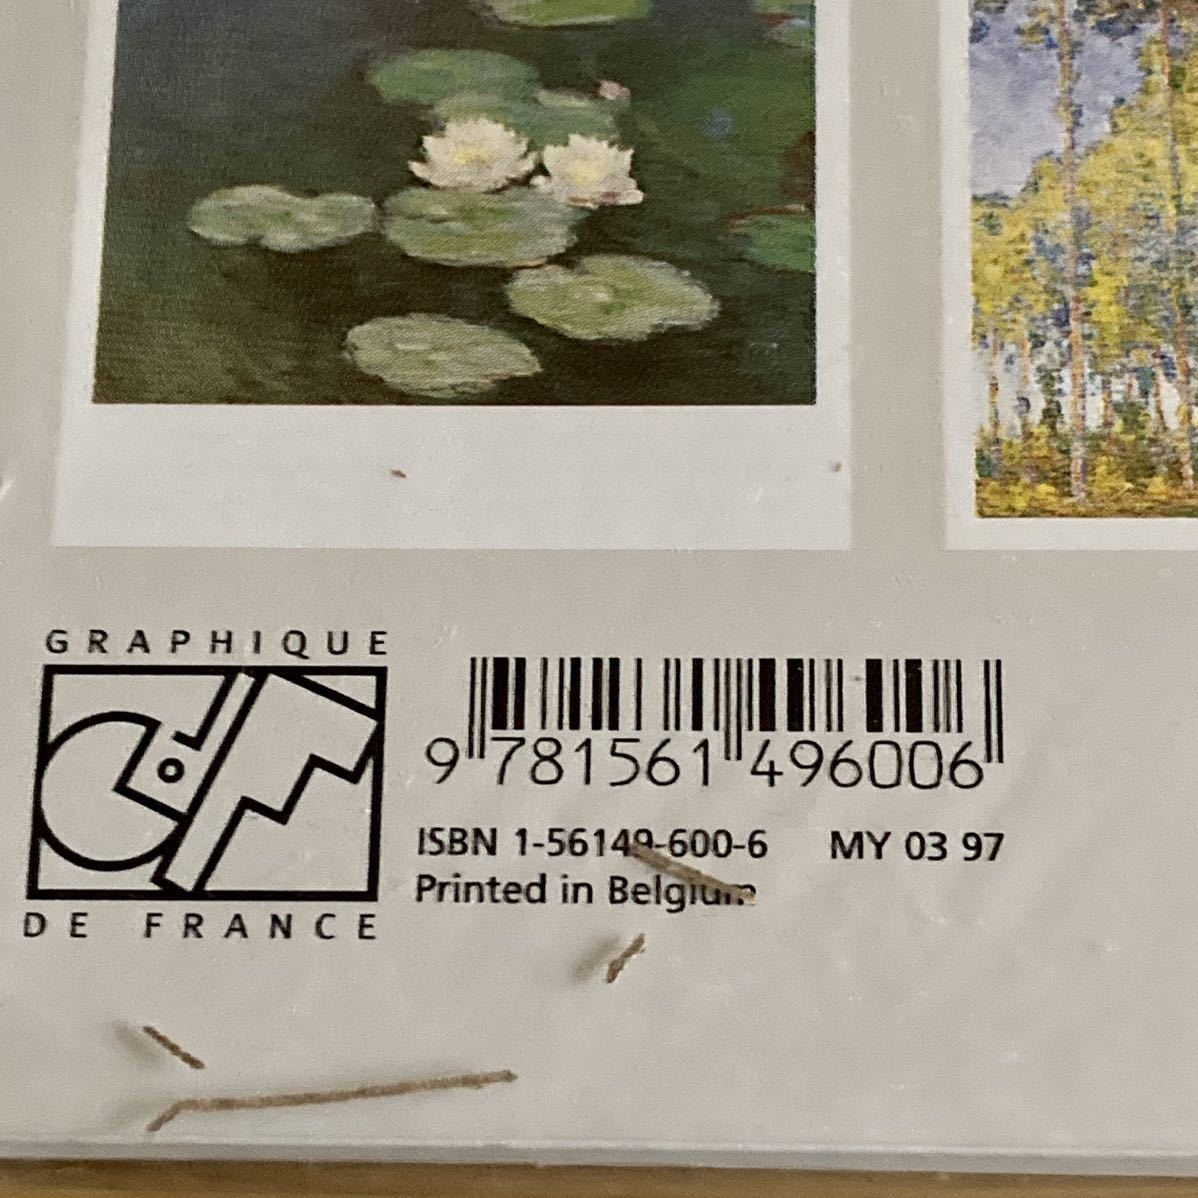 GRAPHIQUE
DE FRANCE
9 781561 496006
ISBN 1-56149-600-6 MY 03 97
Printed in Belgium